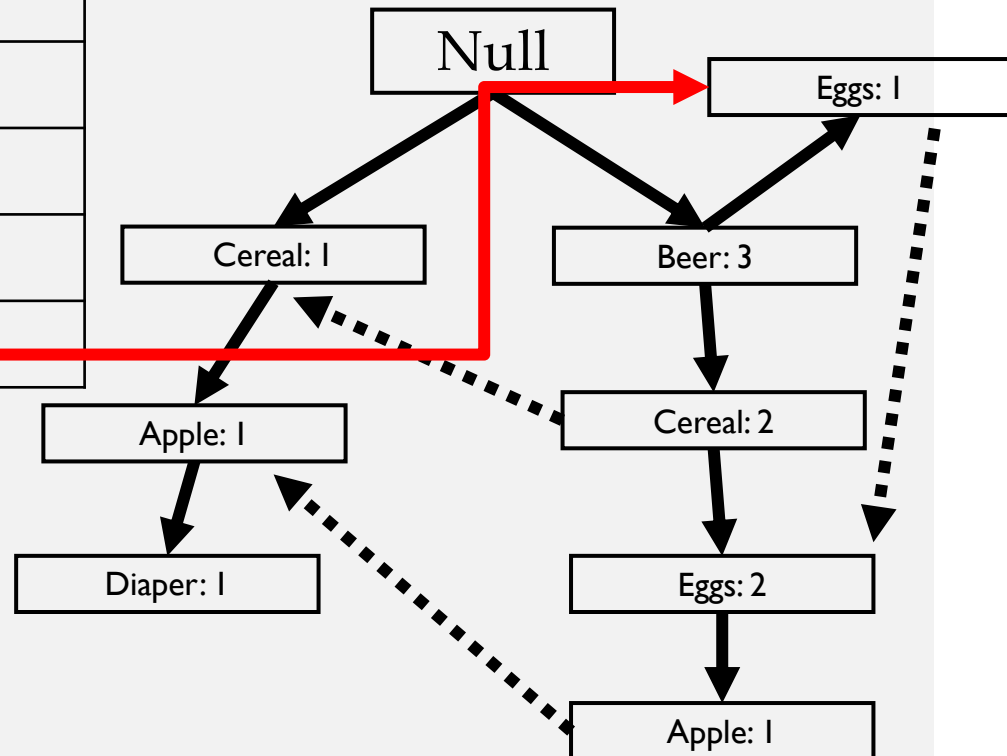 Null
Eggs: 1
Cereal: 1
Beer: 3
Apple: 1
Cereal: 2
Diaper: 1
Eggs: 2
Apple: 1